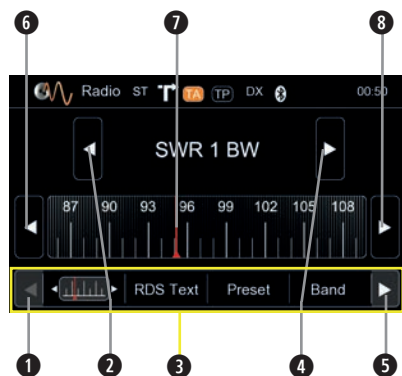 6 7 8
Radio ST TA TP DX 00:50
SWR 1 BW
87 90 93 96 99 102 105 108
RDS Text Preset Band
1 2 3 4 5